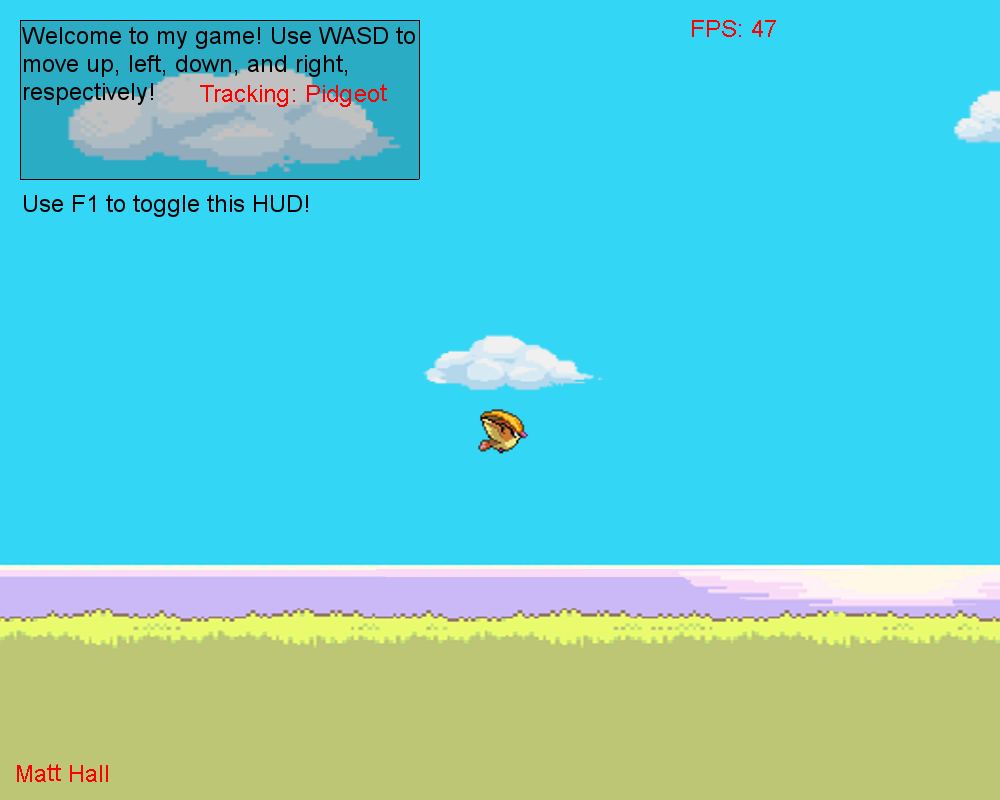 Welcome to my game! Use WASD to
move up, left, down, and right,
respectively!
Tracking: Pidgeot
FPS: 47
Use F1 to toggle this HUD!
Matt Hall